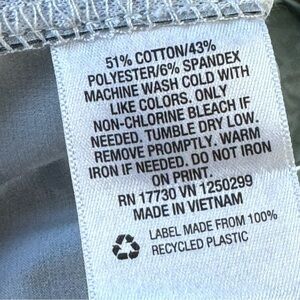 51% COTTON/43%
POLYESTER/6% SPANDEX
MACHINE WASH COLD WITH
LIKE COLORS. ONLY
NON-CHLORINE BLEACH IF
NEEDED. TUMBLE DRY LOW.
REMOVE PROMPTLY. WARM
IRON IF NEEDED. DO NOT IRON
ON PRINT.
RN 17730 VN 1250299
MADE IN VIETNAM
LABEL MADE FROM 100%
RECYCLED PLASTIC